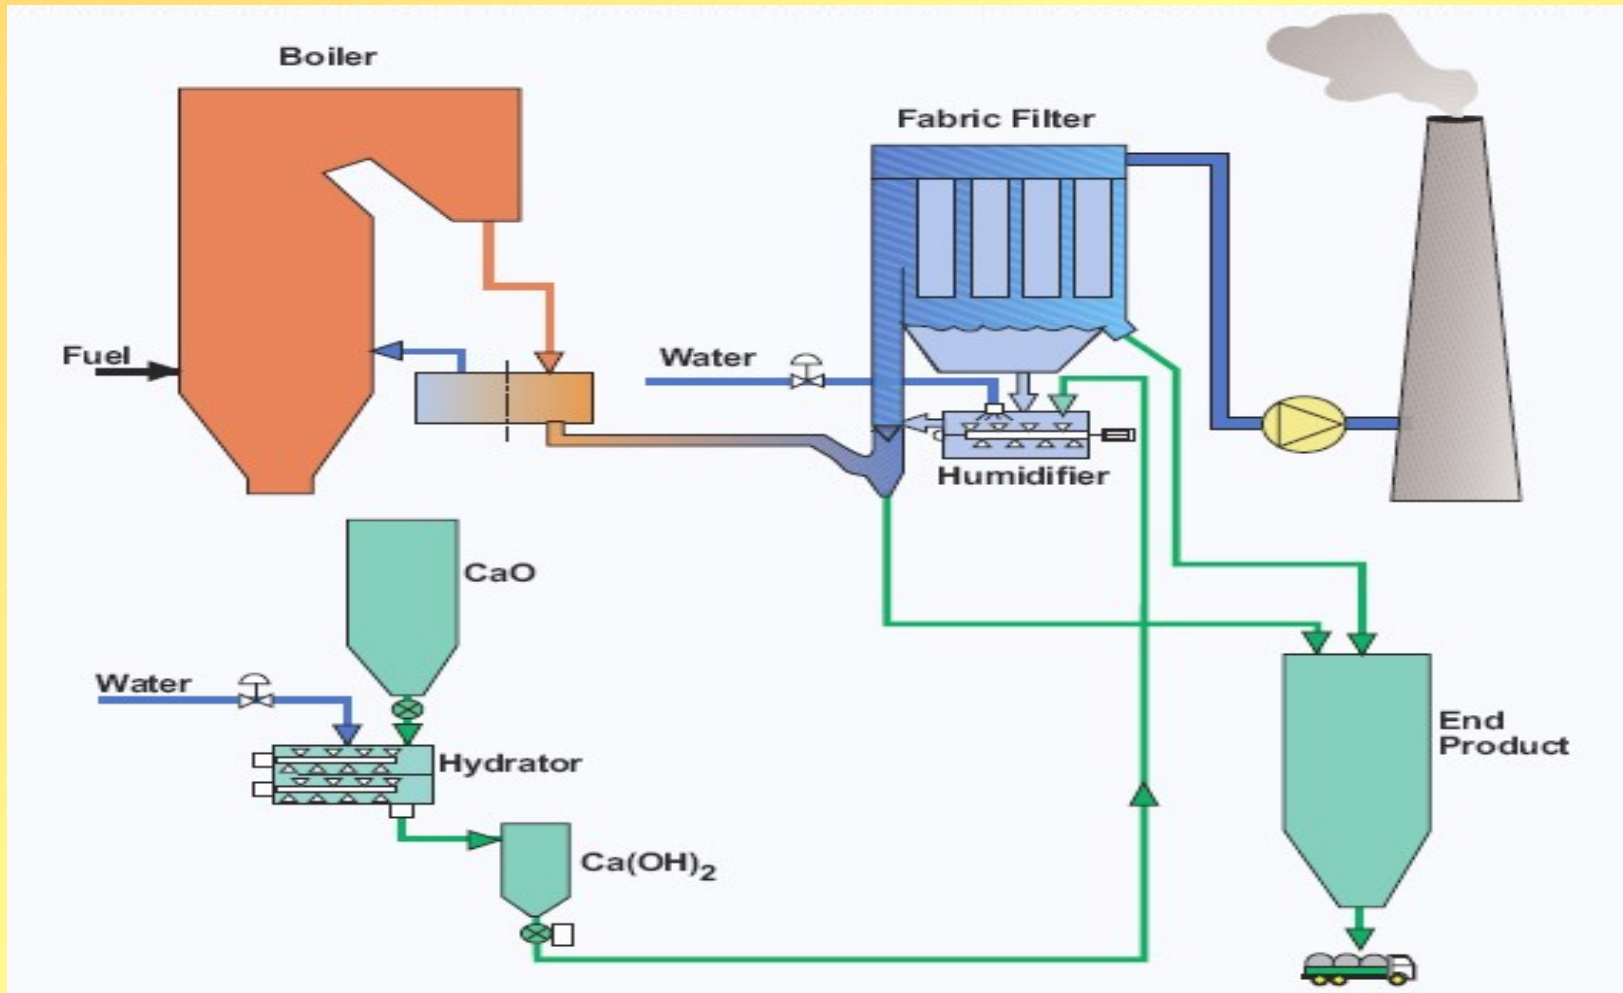 Boiler
Fabric Filter
Fuel
Water
Humidifier
CaO
Water
Hydrator
Ca(OH)₂
End
Product